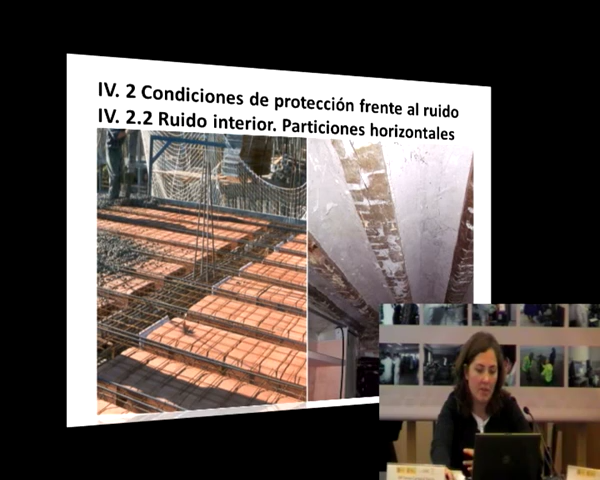 IV. 2 Condiciones de protección frente al ruido
IV. 2.2 Ruido interior. Particiones horizontales